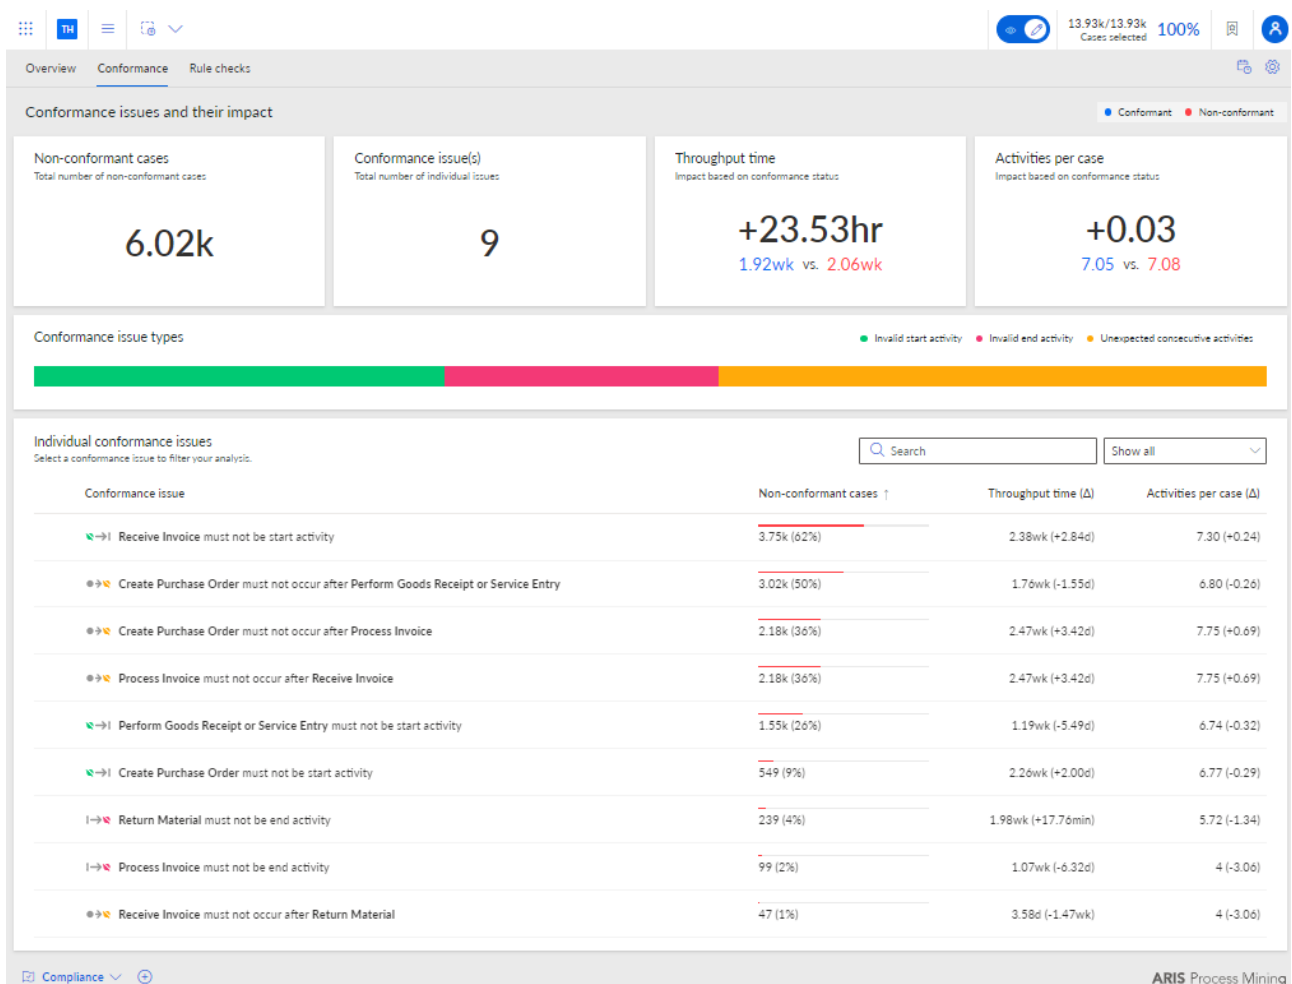 TH
13.93k/13.93k
Cases selected
100%
Overview Conformance Rule checks
Conformance issues and their impact
Conformant Non-conformant
Non-conformant cases
Total number of non-conformant cases
6.02k
Conformance issue(s)
Total number of individual issues
9
Throughput time
Impact based on conformance status
+23.53hr
1.92wk vs. 2.06wk
Activities per case
Impact based on conformance status
+0.03
7.05 vs. 7.08
Conformance issue types
Invalid start activity Invalid end activity Unexpected consecutive activities
Individual conformance issues
Select a conformance issue to filter your analysis.
Search
Show all
Conformance issue Non-conformant cases ↑ Throughput time (Δ) Activities per case (Δ)
Receive Invoice must not be start activity 3.75k (62%) 2.38wk (+2.84d) 7.30 (+0.24)
Create Purchase Order must not occur after Perform Goods Receipt or Service Entry 3.02k (50%) 1.76wk (-1.55d) 6.80 (-0.26)
Create Purchase Order must not occur after Process Invoice 2.18k (36%) 2.47wk (+3.42d) 7.75 (+0.69)
Process Invoice must not occur after Receive Invoice 2.18k (36%) 2.47wk (+3.42d) 7.75 (+0.69)
Perform Goods Receipt or Service Entry must not be start activity 1.55k (26%) 1.19wk (-5.49d) 6.74 (-0.32)
Create Purchase Order must not be start activity 549 (9%) 2.26wk (+2.00d) 6.77 (-0.29)
Return Material must not be end activity 239 (4%) 1.98wk (+17.76min) 5.72 (-1.34)
Process Invoice must not be end activity 99 (2%) 1.07wk (-6.32d) 4 (-3.06)
Receive Invoice must not occur after Return Material 47 (1%) 3.58d (-1.47wk) 4 (-3.06)
Compliance
ARIS Process Mining